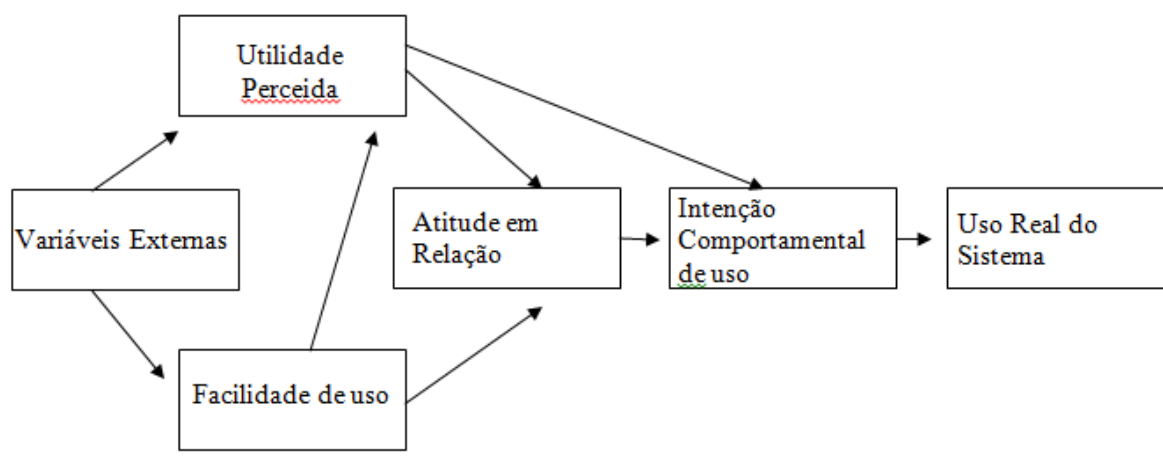 Utilidade
Perceida
Variáveis Externas
Atitude em
Relação
Intenção
Comportamental
de uso
Uso Real do
Sistema
Facilidade de uso